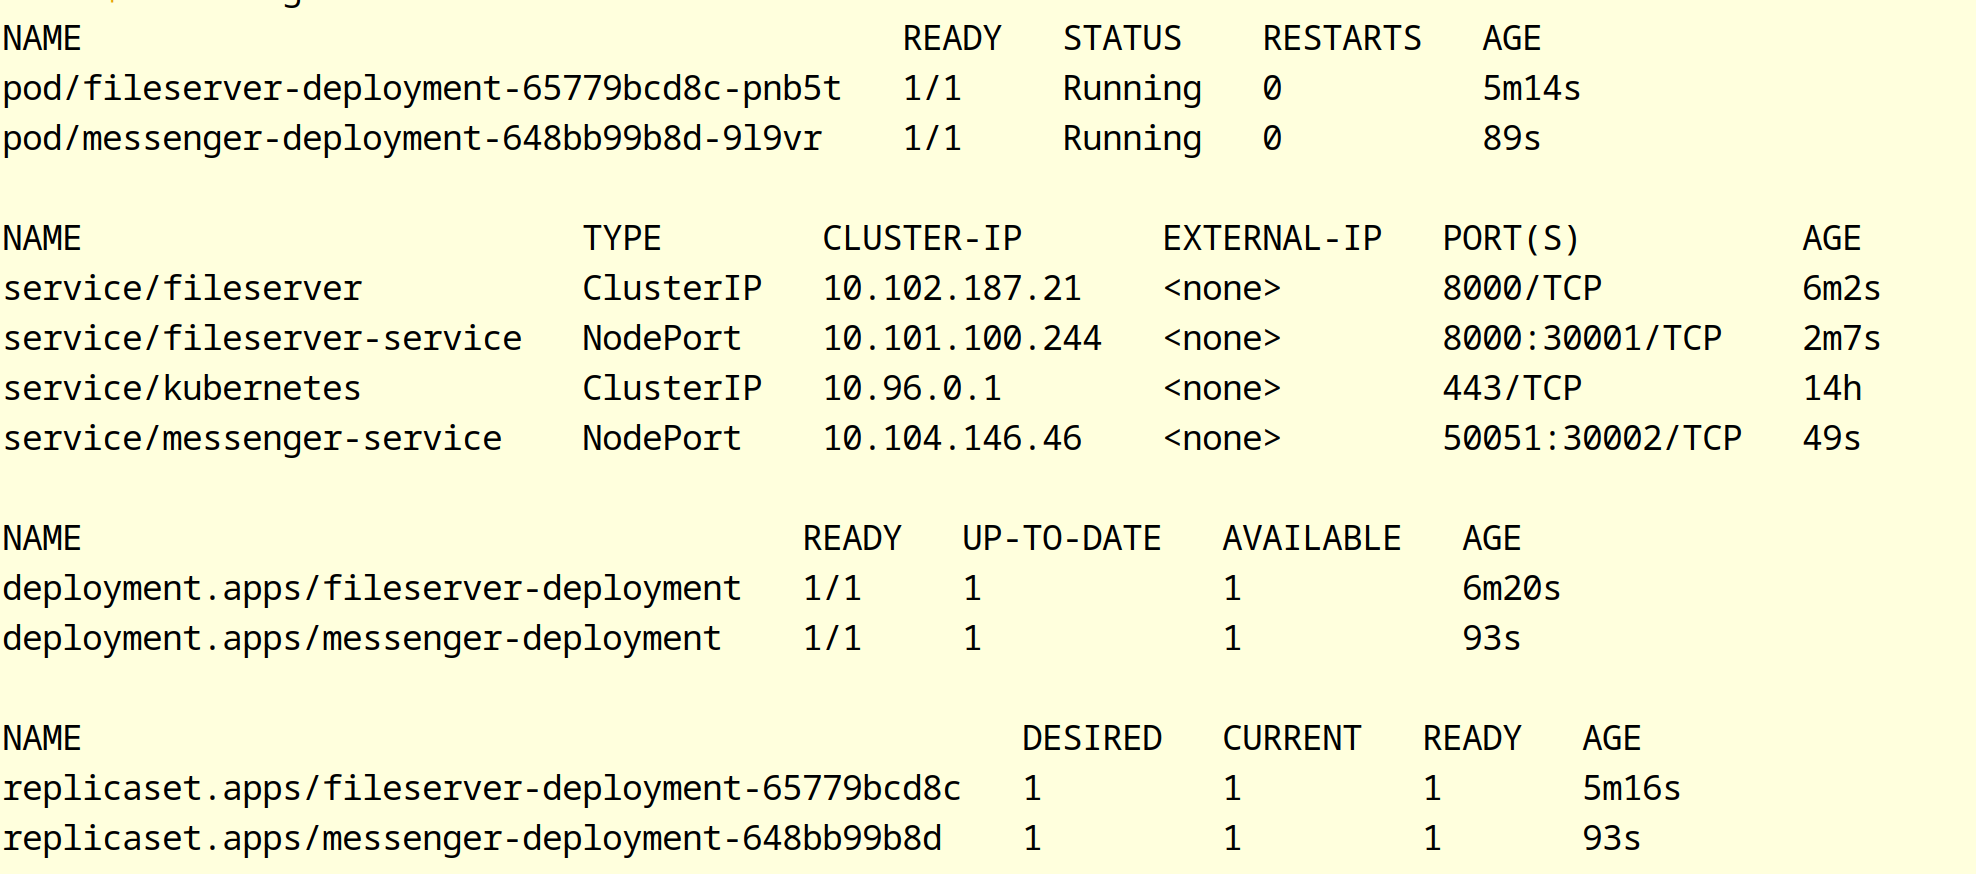 NAME                                         READY   STATUS    RESTARTS   AGE
pod/fileserver-deployment-65779bcd8c-pnb5t   1/1     Running   0          5m14s
pod/messenger-deployment-648bb99b8d-9l9vr    1/1     Running   0          89s

NAME                         TYPE        CLUSTER-IP       EXTERNAL-IP   PORT(S)           AGE
service/fileserver           ClusterIP   10.102.187.21    <none>        8000/TCP          6m2s
service/fileserver-service   NodePort    10.101.100.244   <none>        8000:30001/TCP    2m7s
service/kubernetes           ClusterIP   10.96.0.1        <none>        443/TCP           14h
service/messenger-service    NodePort    10.104.146.46    <none>        50051:30002/TCP   49s

NAME                                    READY   UP-TO-DATE   AVAILABLE   AGE
deployment.apps/fileserver-deployment   1/1     1            1           6m20s
deployment.apps/messenger-deployment    1/1     1            1           93s

NAME                                               DESIRED   CURRENT   READY   AGE
replicaset.apps/fileserver-deployment-65779bcd8c   1         1         1       5m16s
replicaset.apps/messenger-deployment-648bb99b8d    1         1         1       93s